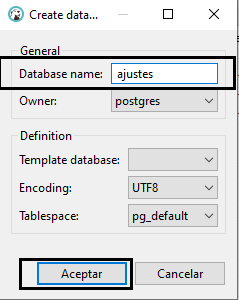 Create data...
General
Database name: ajustes
Owner: postgres
Definition
Template database:
Encoding: UTF8
Tablespace: pg_default
Aceptar Cancelar